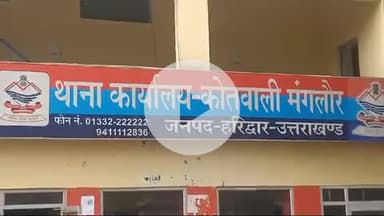 थाना कार्यालय-कोतवाली मंगलौर
फोन नं. 01332-222222
9411112836
जनपद-हरिद्वार-उत्तराखण्ड